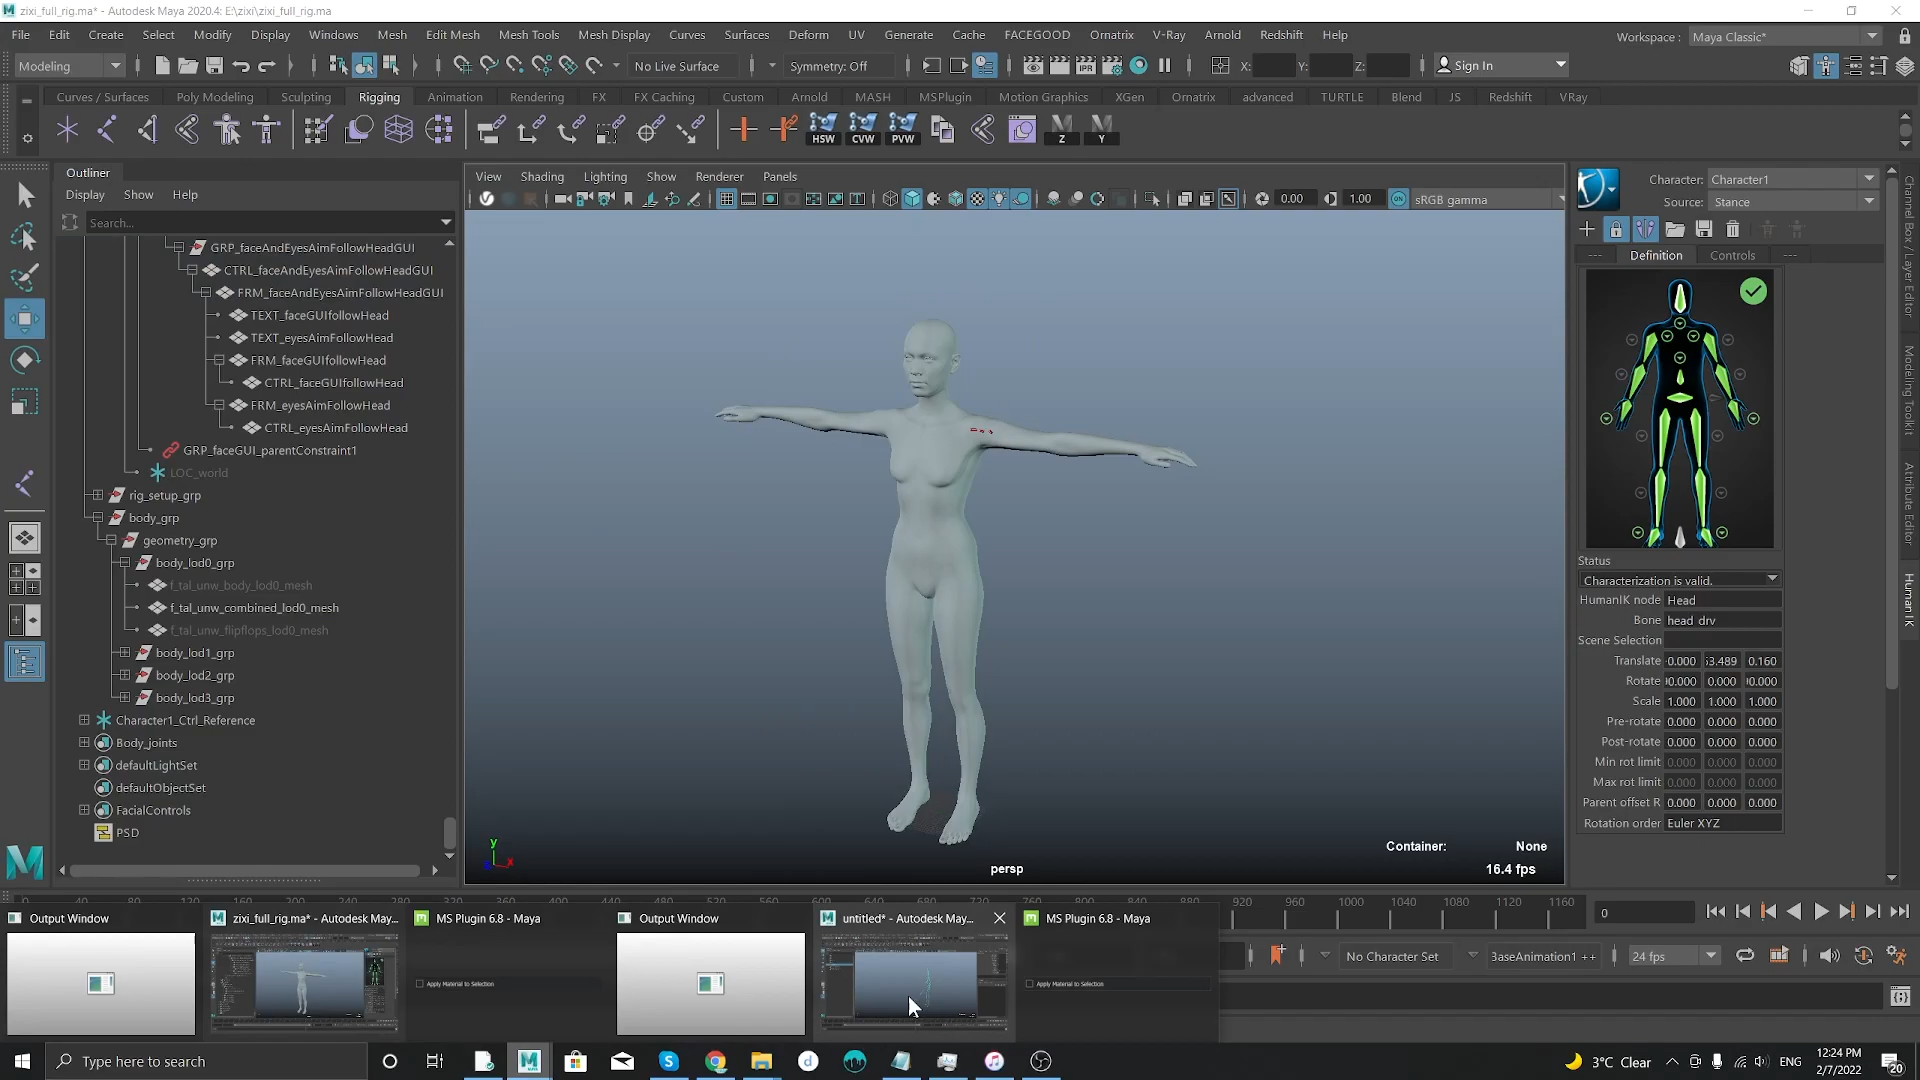 zixi_full_rig.ma* - Autodesk Maya 2020.4: E:\zixi\zixi_full_rig.ma
File Edit Create Select Modify Display Windows Mesh Edit Mesh Mesh Tools Mesh Display Curves Surfaces Deform UV Generate Cache FACEGOOD Ornatrix V-Ray Arnold Redshift Help
Workspace : Maya Classic*
Modeling No Live Surface Symmetry: Off X: Y: Z: Sign In
Curves / Surfaces Poly Modeling Sculpting Rigging Animation Rendering FX FX Caching Custom Arnold MASH MSPlugin Motion Graphics XGen Ornatrix advanced TURTLE Blend JS Redshift VRay
HSW CVW PVW Z Y
Outliner
Display Show Help
Search...
GRP_faceAndEyesAimFollowHeadGUI
CTRL_faceAndEyesAimFollowHeadGUI
FRM_faceAndEyesAimFollowHeadGUI
TEXT_faceGUIfollowHead
TEXT_eyesAimFollowHead
FRM_faceGUIfollowHead
CTRL_faceGUIfollowHead
FRM_eyesAimFollowHead
CTRL_eyesAimFollowHead
GRP_faceGUI_parentConstraint1
LOC_world
rig_setup_grp
body_grp
geometry_grp
body_lod0_grp
f_tal_unw_body_lod0_mesh
f_tal_unw_combined_lod0_mesh
f_tal_unw_flipflops_lod0_mesh
body_lod1_grp
body_lod2_grp
body_lod3_grp
Character1_Ctrl_Reference
Body_joints
defaultLightSet
defaultObjectSet
FacialControls
PSD
View Shading Lighting Show Renderer Panels
0.00 1.00 ON sRGB gamma
y
x
persp
Container: None
16.4 fps
Character: Character1
Source: Stance
--- Definition Controls ---
Status
Characterization is valid.
HumanIK node Head
Bone head drv
Scene Selection
Translate -0.000 0.160
Rotate 0.000
Scale 1.000 1.000 1.000
Pre-rotate 0.000 0.000 0.000
Post-rotate 0.000 0.000 0.000
Min rot limit 0.000 0.000 0.000
Max rot limit 0.000 0.000 0.000
Parent offset R 0.000 0.000 0.000
Rotation order Euler XYZ
Channel Box / Layer Editor
Modeling Toolkit
Attribute Editor
HumanIK
920 960 1000 1040 1080 1120 1160
0
No Character Set BaseAnimation1 ++ 24 fps
Output Window
zixi_full_rig.ma* - Autodesk May...
MS Plugin 6.8 - Maya
Apply Material to Selection
Output Window
untitled* - Autodesk May...
MS Plugin 6.8 - Maya
Apply Material to Selection
Type here to search
3°C Clear
ENG
12:24 PM
2/7/2022
20